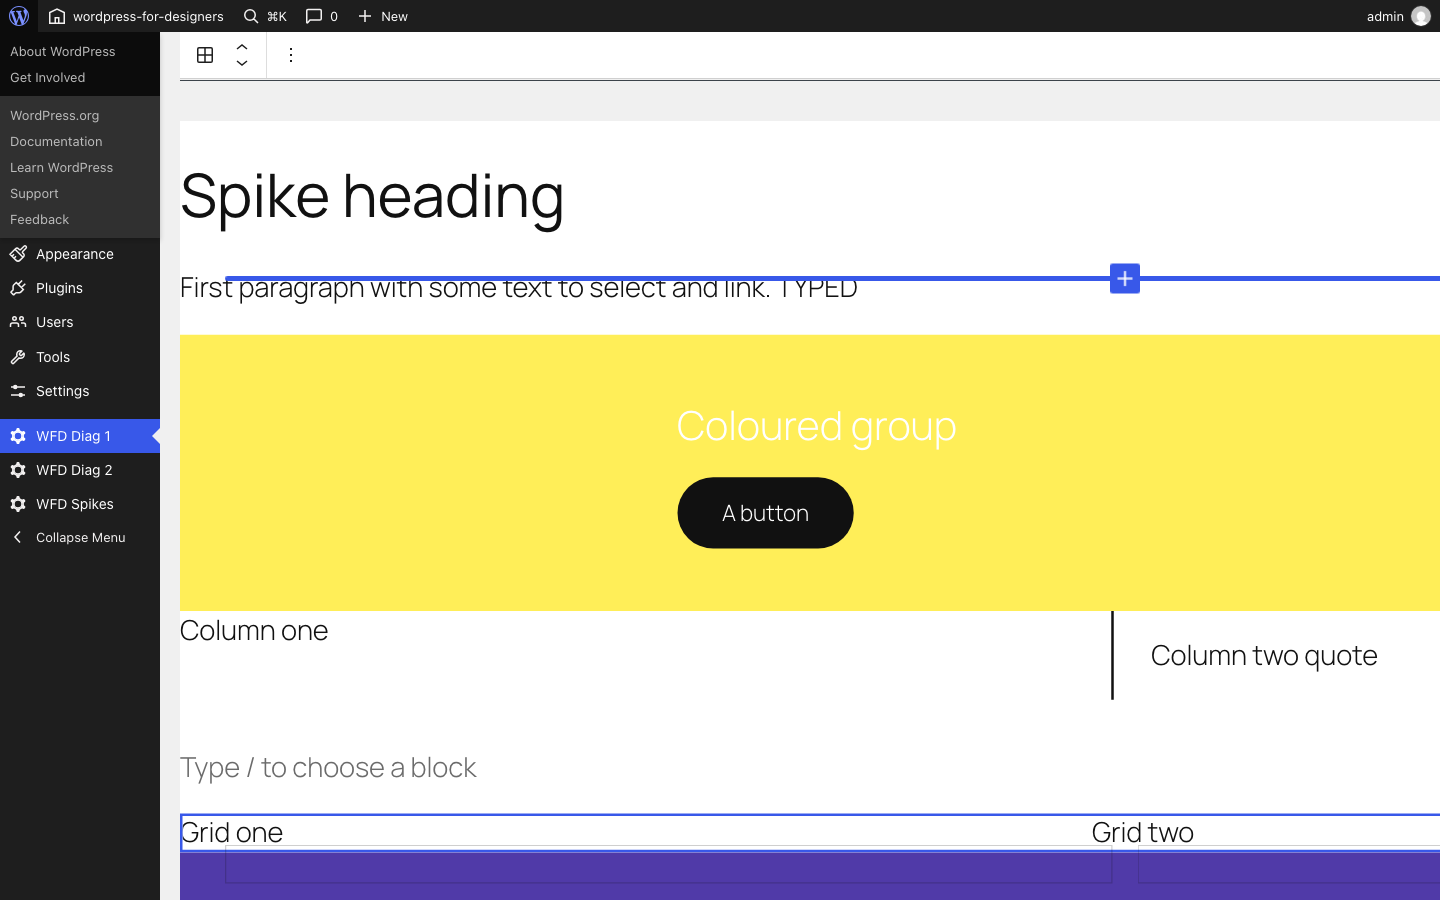 wordpress-for-designers
⌘K
0
New
admin
About WordPress
Get Involved
WordPress.org
Documentation
Learn WordPress
Support
Feedback
Appearance
Plugins
Users
Tools
Settings
WFD Diag 1
WFD Diag 2
WFD Spikes
Collapse Menu
Spike heading
First paragraph with some text to select and link. TYPED
Coloured group
A button
Column one
Column two quote
Type / to choose a block
Grid one
Grid two